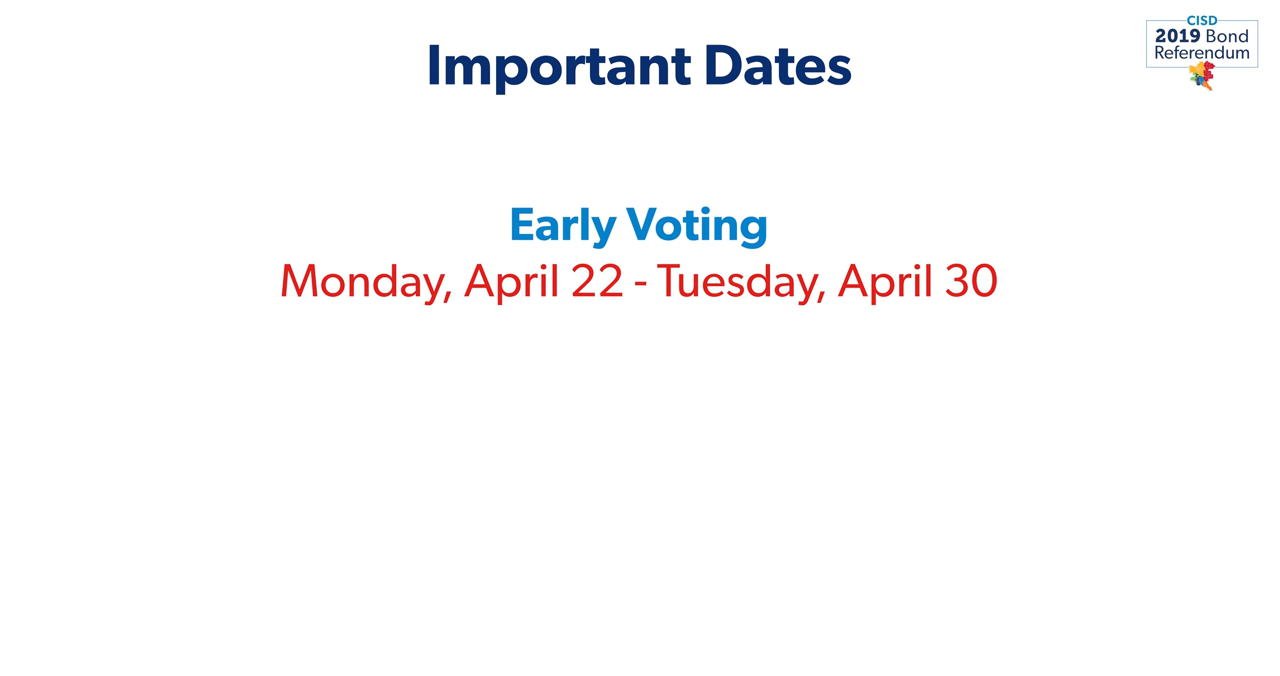 CISD
2019 Bond
Referendum
Important Dates
Early Voting
Monday, April 22 - Tuesday, April 30